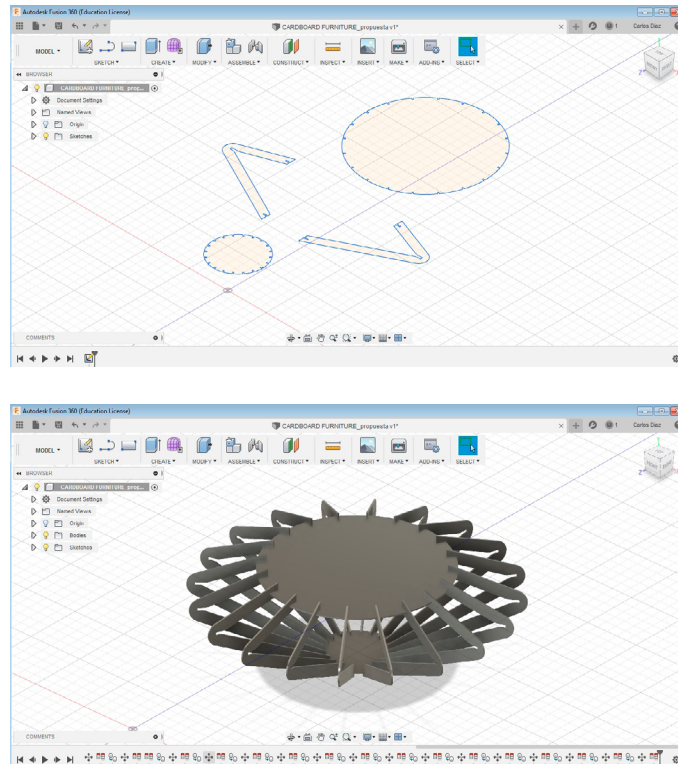 Autodesk Fusion 360 (Education License)
CARDBOARD FURNITURE_propuesta v1*
1 Carlos Diaz
MODEL SKETCH CREATE MODIFY ASSEMBLE CONSTRUCT INSPECT INSERT MAKE ADD-INS SELECT
BROWSER
CARDBOARD FURNITURE_prop...
Document Settings
Named Views
Origin
Sketches
COMMENTS
Autodesk Fusion 360 (Education License)
CARDBOARD FURNITURE_propuesta v1*
1 Carlos Diaz
MODEL SKETCH CREATE MODIFY ASSEMBLE CONSTRUCT INSPECT INSERT MAKE ADD-INS SELECT
BROWSER
CARDBOARD FURNITURE_prop...
Document Settings
Named Views
Origin
Bodies
Sketches
COMMENTS